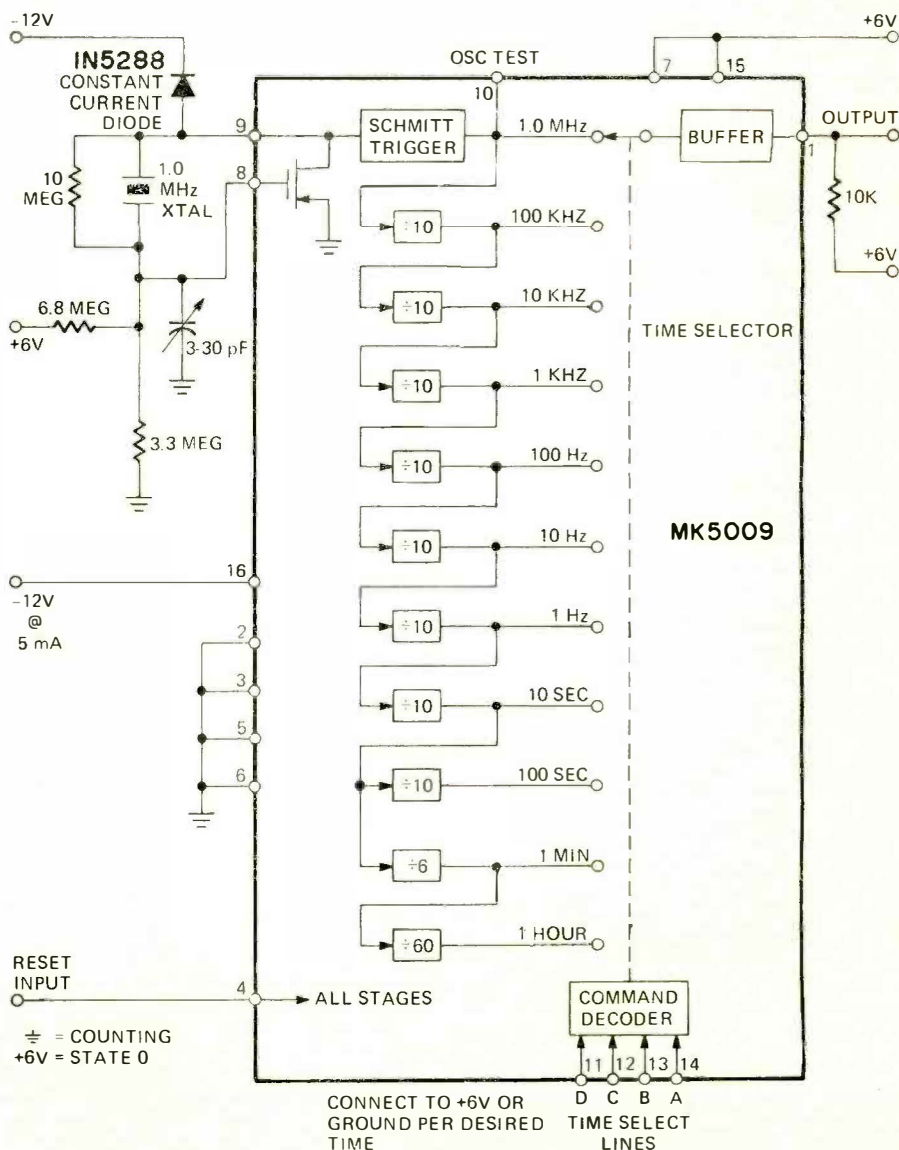 -12V
+6V
IN5288
CONSTANT
CURRENT
DIODE
OSC TEST
7
15
10
9
SCHMITT
TRIGGER
1.0 MHz
BUFFER
OUTPUT
1
10
MEG
1.0
MHz
XTAL
8
10K
÷10
100 KHZ
+6V
6.8 MEG
+6V
3-30 pF
÷10
10 KHZ
TIME SELECTOR
÷10
1 KHZ
3.3 MEG
÷10
100 Hz
÷10
10 Hz
MK5009
16
-12V
@
5 mA
÷10
1 Hz
2
3
÷10
10 SEC
5
6
÷10
100 SEC
÷6
1 MIN
÷60
1 HOUR
RESET
INPUT
4
ALL STAGES
COMMAND
DECODER
= COUNTING
+6V = STATE 0
11 12 13 14
D C B A
CONNECT TO +6V OR
GROUND PER DESIRED
TIME
TIME SELECT
LINES